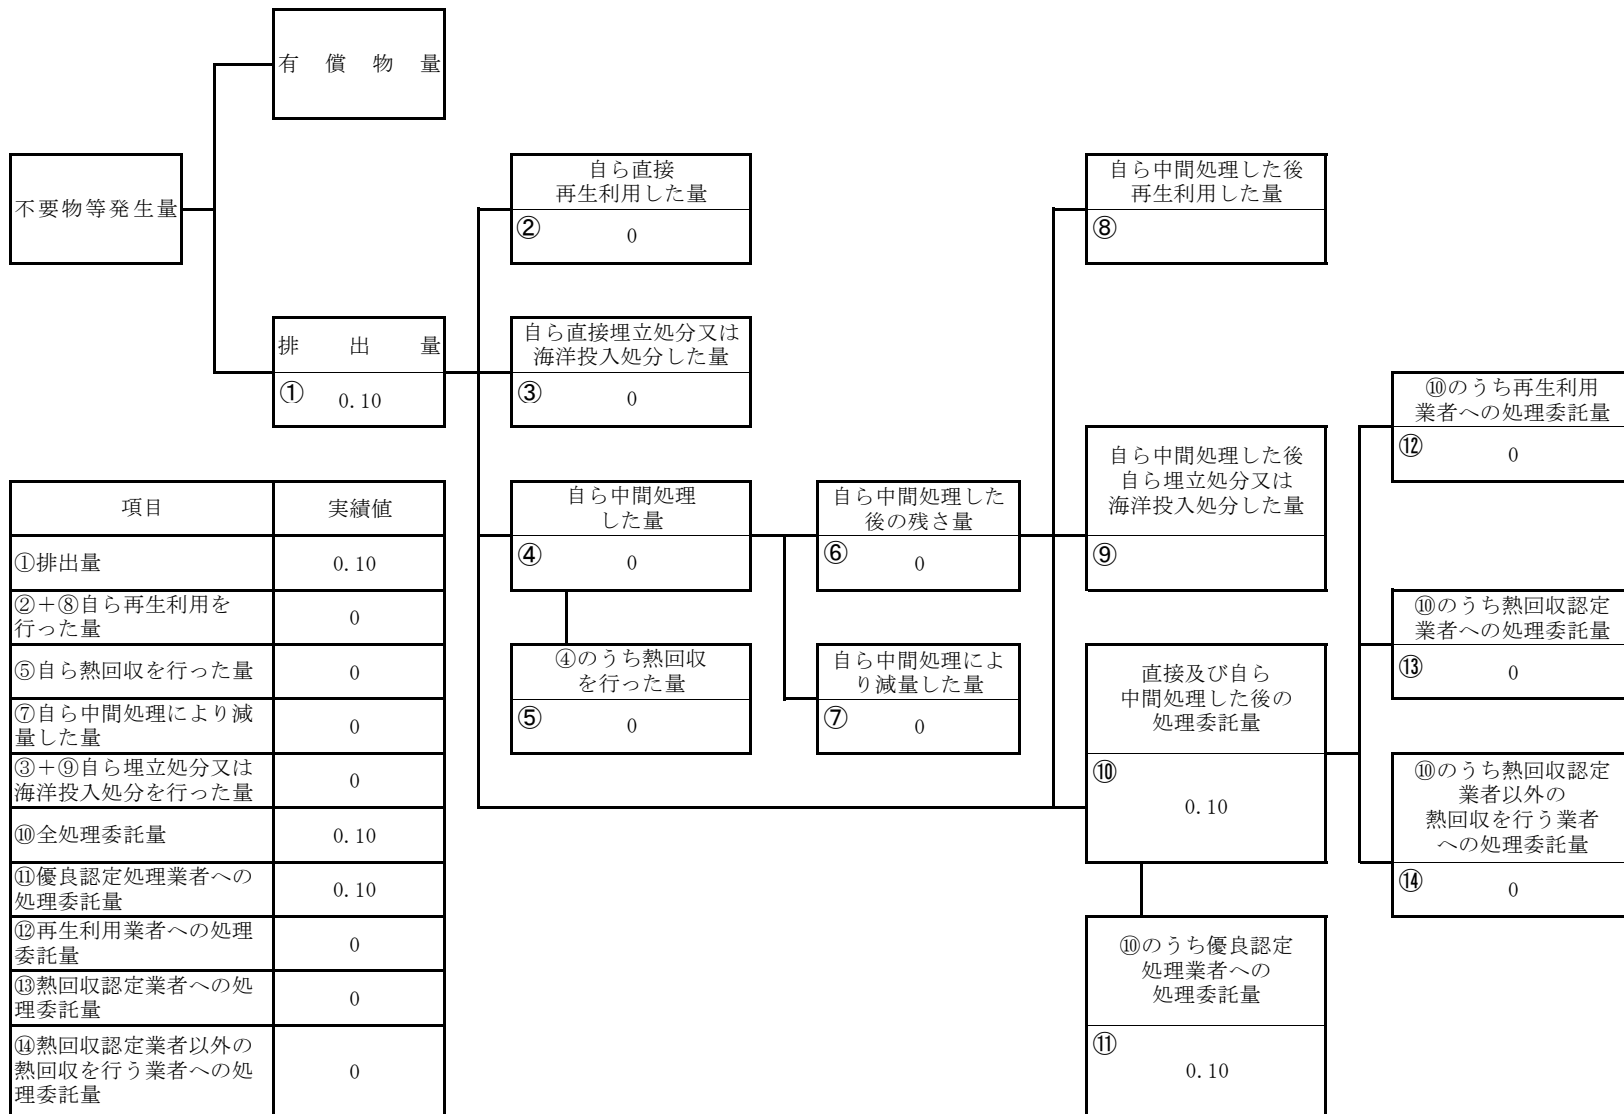 有償物量
不要物等発生量
排出量
① 0.10
自ら直接
再生利用した量
② 0
自ら直接埋立処分又は
海洋投入処分した量
③ 0
自ら中間処理
した量
④ 0
④のうち熱回収
を行った量
⑤ 0
自ら中間処理した
後の残さ量
⑥ 0
自ら中間処理によ
り減量した量
⑦ 0
自ら中間処理した後
再生利用した量
⑧
自ら中間処理した後
自ら埋立処分又は
海洋投入処分した量
⑨
直接及び自ら
中間処理した後の
処理委託量
⑩
0.10
⑩のうち優良認定
処理業者への
処理委託量
⑪
0.10
⑩のうち再生利用
業者への処理委託量
⑫ 0
⑩のうち熱回収認定
業者への処理委託量
⑬ 0
⑩のうち熱回収認定
業者以外の
熱回収を行う業者
への処理委託量
⑭ 0
項目 実績値
①排出量 0.10
②+⑧自ら再生利用を
行った量 0
⑤自ら熱回収を行った量 0
⑦自ら中間処理により減
量した量 0
③+⑨自ら埋立処分又は
海洋投入処分を行った量 0
⑩全処理委託量 0.10
⑪優良認定処理業者への
処理委託量 0.10
⑫再生利用業者への処理
委託量 0
⑬熱回収認定業者への処
理委託量 0
⑭熱回収認定業者以外の
熱回収を行う業者への処
理委託量 0